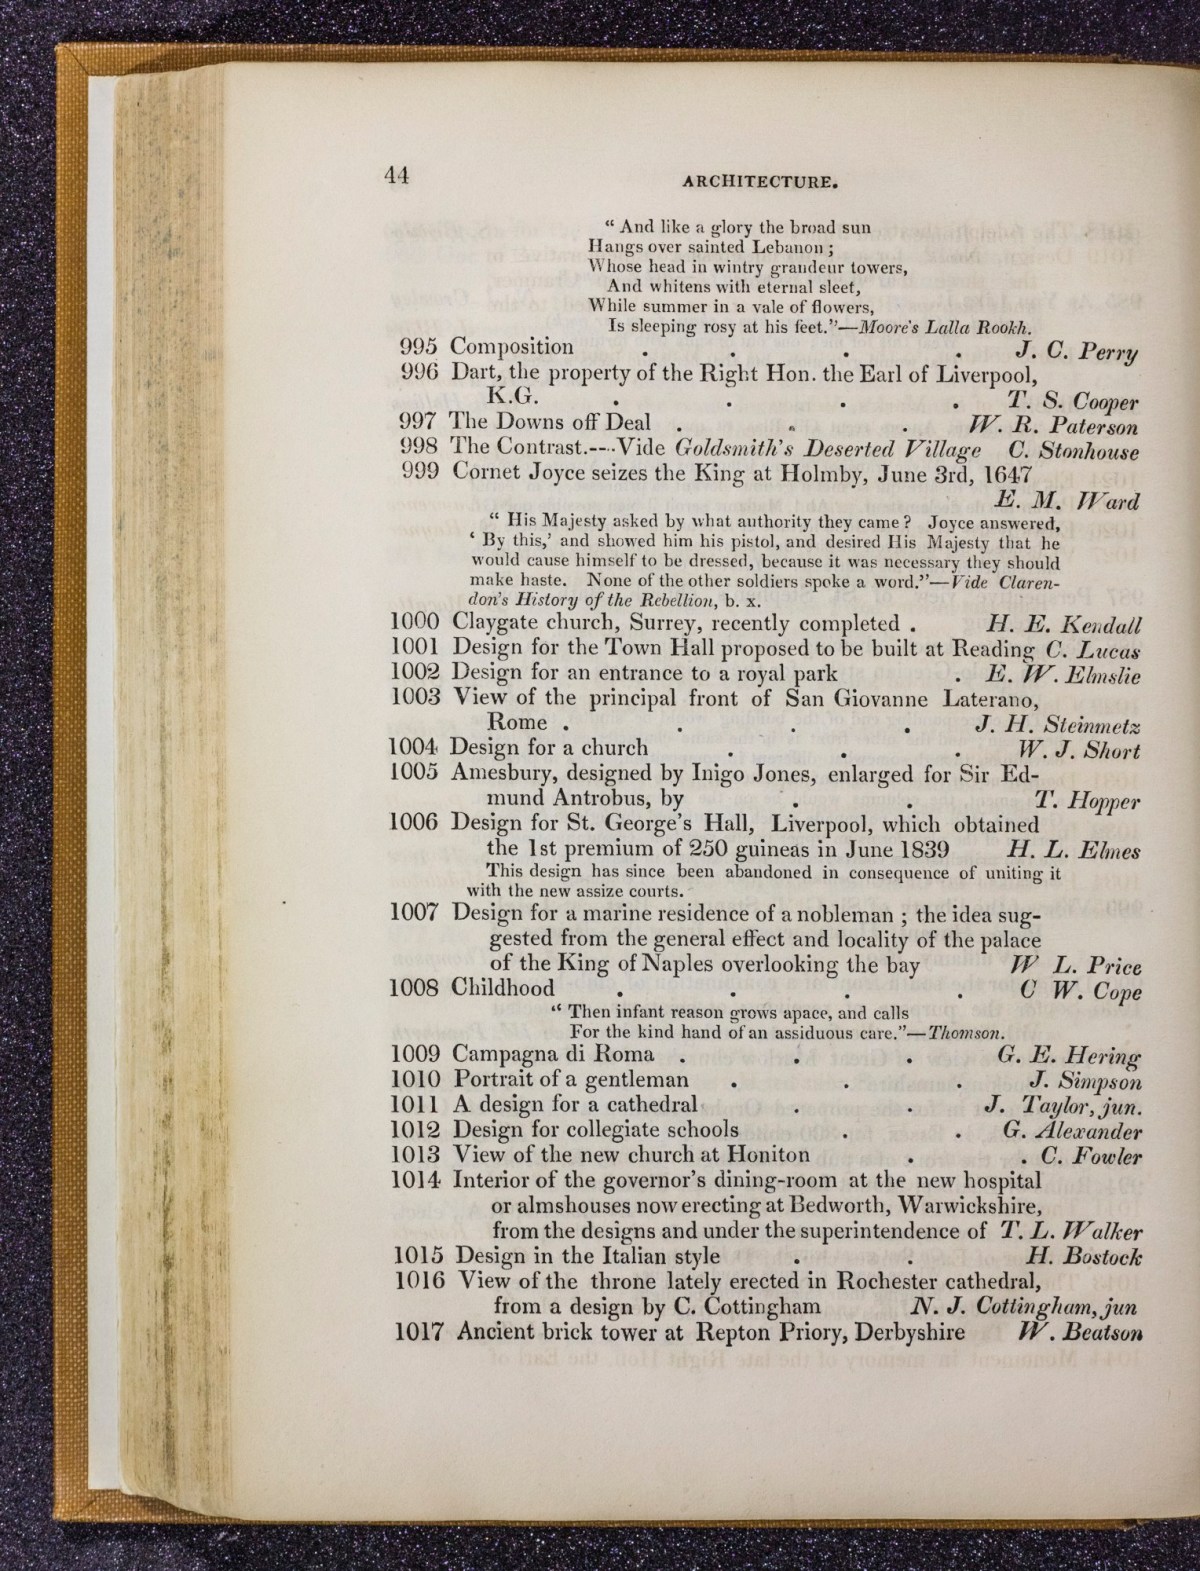 44
ARCHITECTURE.
“ And like a glory the broad sun
Hangs over sainted Lebanon ;
Whose head in wintry grandeur towers,
And whitens with eternal sleet,
While summer in a vale of flowers,
Is sleeping rosy at his feet.”—Moore's Lalla Rookh.
995 Composition . . . . J. C. Perry
996 Dart, the property of the Right Hon. the Earl of Liverpool,
K.G. . . . . T. S. Cooper
997 The Downs off Deal . . . W. R. Paterson
998 The Contrast.---Vide Goldsmith's Deserted Village C. Stonhouse
999 Cornet Joyce seizes the King at Holmby, June 3rd, 1647
E. M. Ward
“ His Majesty asked by what authority they came ? Joyce answered,
‘ By this,’ and showed him his pistol, and desired His Majesty that he
would cause himself to be dressed, because it was necessary they should
make haste. None of the other soldiers spoke a word.”—Vide Claren-
don's History of the Rebellion, b. x.
1000 Claygate church, Surrey, recently completed . H. E. Kendall
1001 Design for the Town Hall proposed to be built at Reading C. Lucas
1002 Design for an entrance to a royal park . E. W. Elmslie
1003 View of the principal front of San Giovanne Laterano,
Rome . . . . J. H. Steinmetz
1004 Design for a church . . . W. J. Short
1005 Amesbury, designed by Inigo Jones, enlarged for Sir Ed-
mund Antrobus, by . . T. Hopper
1006 Design for St. George's Hall, Liverpool, which obtained
the 1st premium of 250 guineas in June 1839 H. L. Elmes
This design has since been abandoned in consequence of uniting it
with the new assize courts.
1007 Design for a marine residence of a nobleman ; the idea sug-
gested from the general effect and locality of the palace
of the King of Naples overlooking the bay W L. Price
1008 Childhood . . . . C W. Cope
“ Then infant reason grows apace, and calls
For the kind hand of an assiduous care.”—Thomson.
1009 Campagna di Roma . . . G. E. Hering
1010 Portrait of a gentleman . . . J. Simpson
1011 A design for a cathedral . . J. Taylor, jun.
1012 Design for collegiate schools . . G. Alexander
1013 View of the new church at Honiton . . C. Fowler
1014 Interior of the governor's dining-room at the new hospital
or almshouses now erecting at Bedworth, Warwickshire,
from the designs and under the superintendence of T. L. Walker
1015 Design in the Italian style . . H. Bostock
1016 View of the throne lately erected in Rochester cathedral,
from a design by C. Cottingham N. J. Cottingham, jun
1017 Ancient brick tower at Repton Priory, Derbyshire W. Beatson